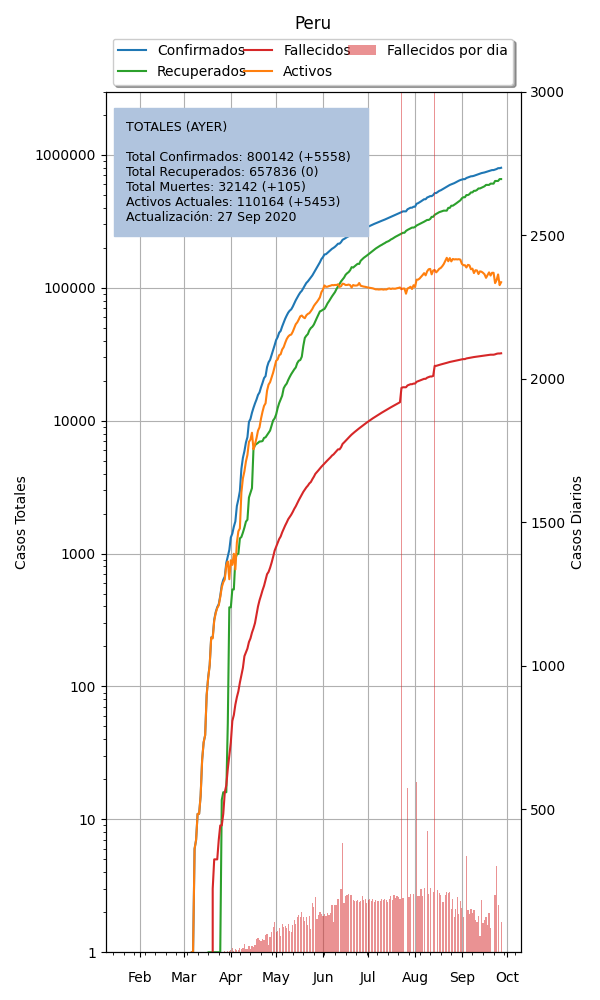 Peru
Confirmados
Fallecidos
Fallecidos por dia
Recuperados
Activos
TOTALES (AYER)
Total Confirmados: 800142 (+5558)
Total Recuperados: 657836 (0)
Total Muertes: 32142 (+105)
Activos Actuales: 110164 (+5453)
Actualización: 27 Sep 2020
1000000
100000
10000
1000
100
10
1
Casos Totales
3000
2500
2000
1500
1000
500
Casos Diarios
Feb Mar Apr May Jun Jul Aug Sep Oct